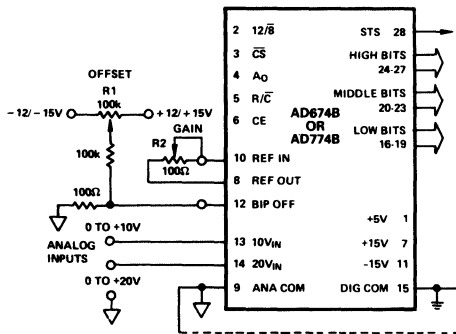 2 12/8̅
STS 28
3 C̅S̅
HIGH BITS
24-27
4 A₀
OFFSET
R1
100k
5 R/C̅
MIDDLE BITS
20-23
-12/-15V
+12/+15V
6 CE
AD674B
OR
AD774B
LOW BITS
16-19
GAIN
R2
100Ω
100k
10 REF IN
8 REF OUT
100Ω
12 BIP OFF
+5V 1
0 TO +10V
ANALOG
INPUTS
13 10VIN
+15V 7
0 TO +20V
14 20VIN
-15V 11
9 ANA COM
DIG COM 15